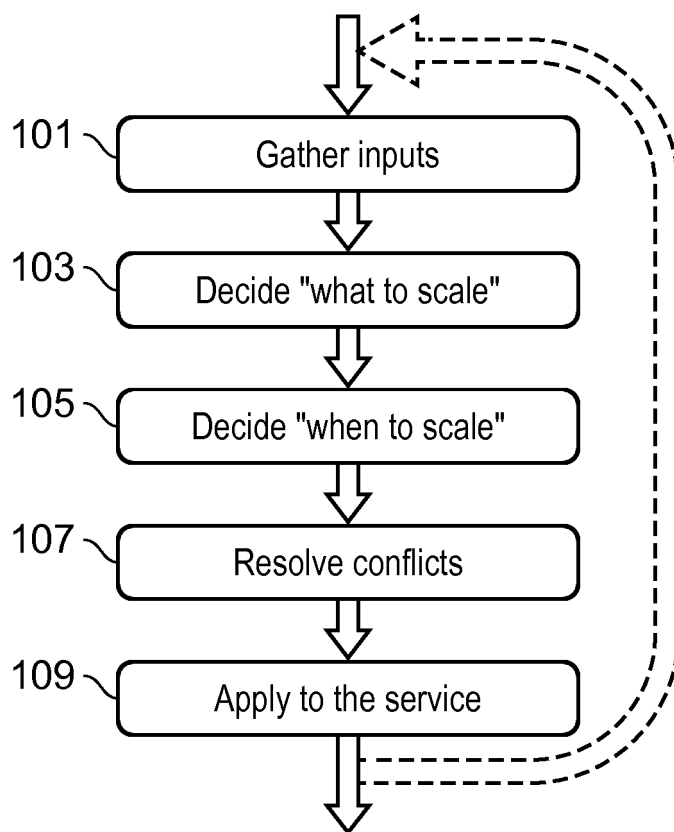 101
Gather inputs
103
Decide "what to scale"
105
Decide "when to scale"
107
Resolve conflicts
109
Apply to the service